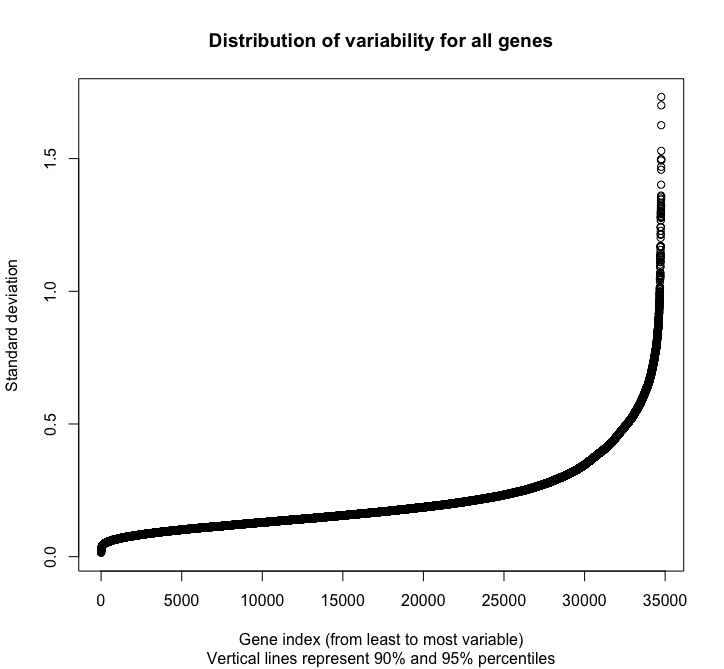 Distribution of variability for all genes
Standard deviation
1.5
1.0
0.5
0.0
0 5000 10000 15000 20000 25000 30000 35000
Gene index (from least to most variable)
Vertical lines represent 90% and 95% percentiles